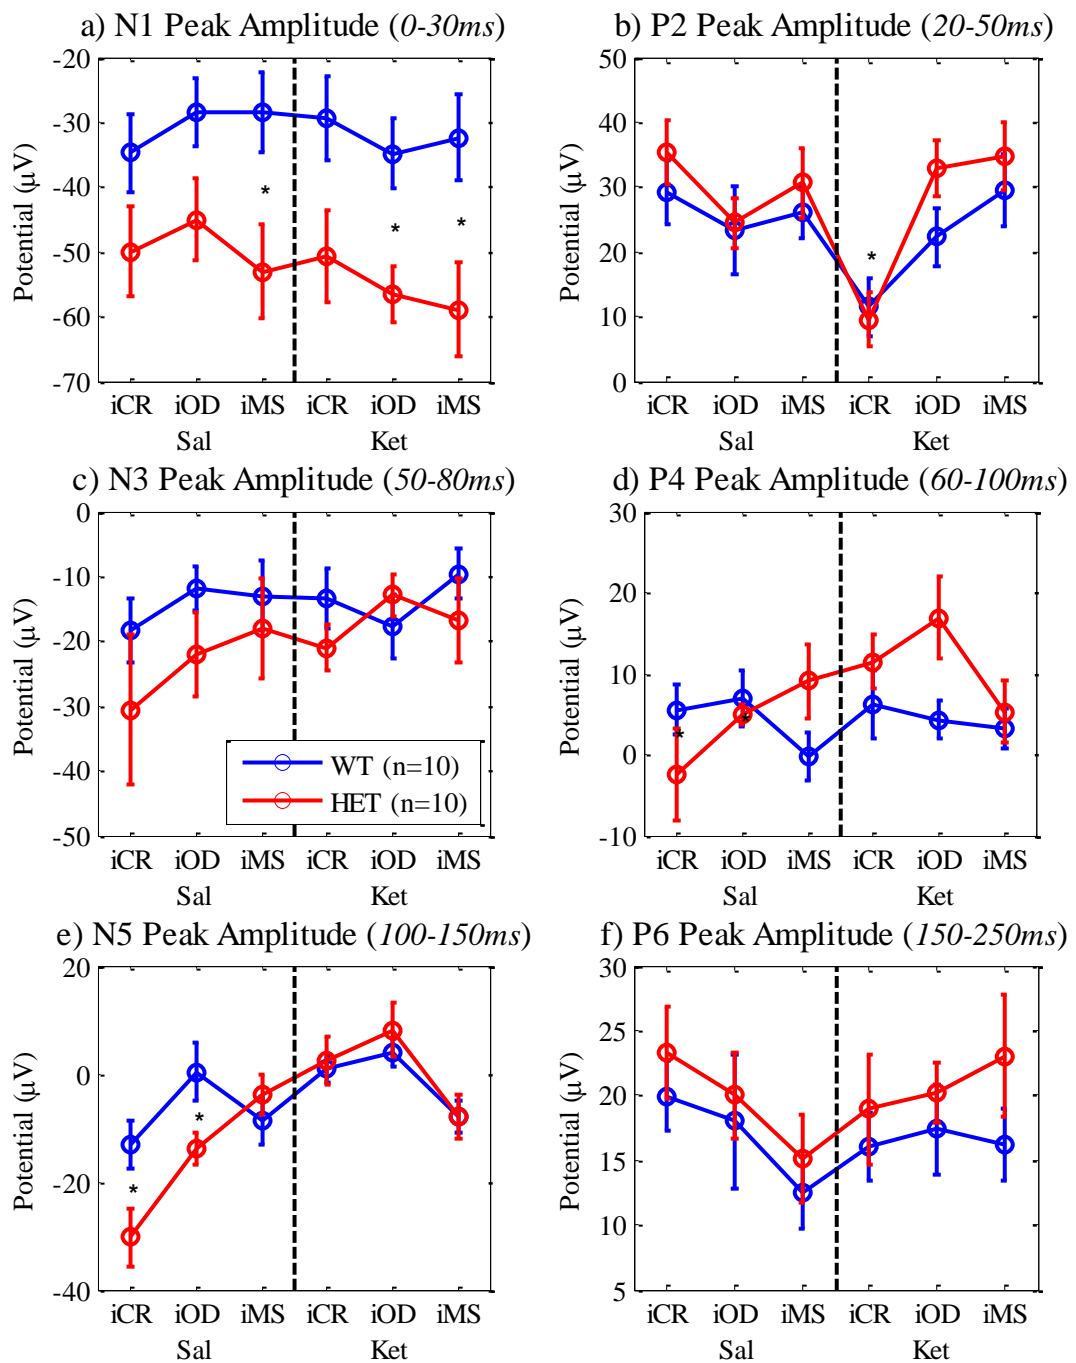 a) N1 Peak Amplitude (0-30ms)
-20
-30
-40
-50
-60
-70
Potential (µV)
*
*
*
iCR iOD iMS iCR iOD iMS
Sal Ket
b) P2 Peak Amplitude (20-50ms)
50
40
30
20
10
0
Potential (µV)
*
iCR iOD iMS iCR iOD iMS
Sal Ket
c) N3 Peak Amplitude (50-80ms)
0
-10
-20
-30
-40
-50
Potential (µV)
WT (n=10)
HET (n=10)
iCR iOD iMS iCR iOD iMS
Sal Ket
d) P4 Peak Amplitude (60-100ms)
30
20
10
0
-10
Potential (µV)
*
*
iCR iOD iMS iCR iOD iMS
Sal Ket
e) N5 Peak Amplitude (100-150ms)
20
0
-20
-40
Potential (µV)
*
*
iCR iOD iMS iCR iOD iMS
Sal Ket
f) P6 Peak Amplitude (150-250ms)
30
25
20
15
10
5
Potential (µV)
iCR iOD iMS iCR iOD iMS
Sal Ket